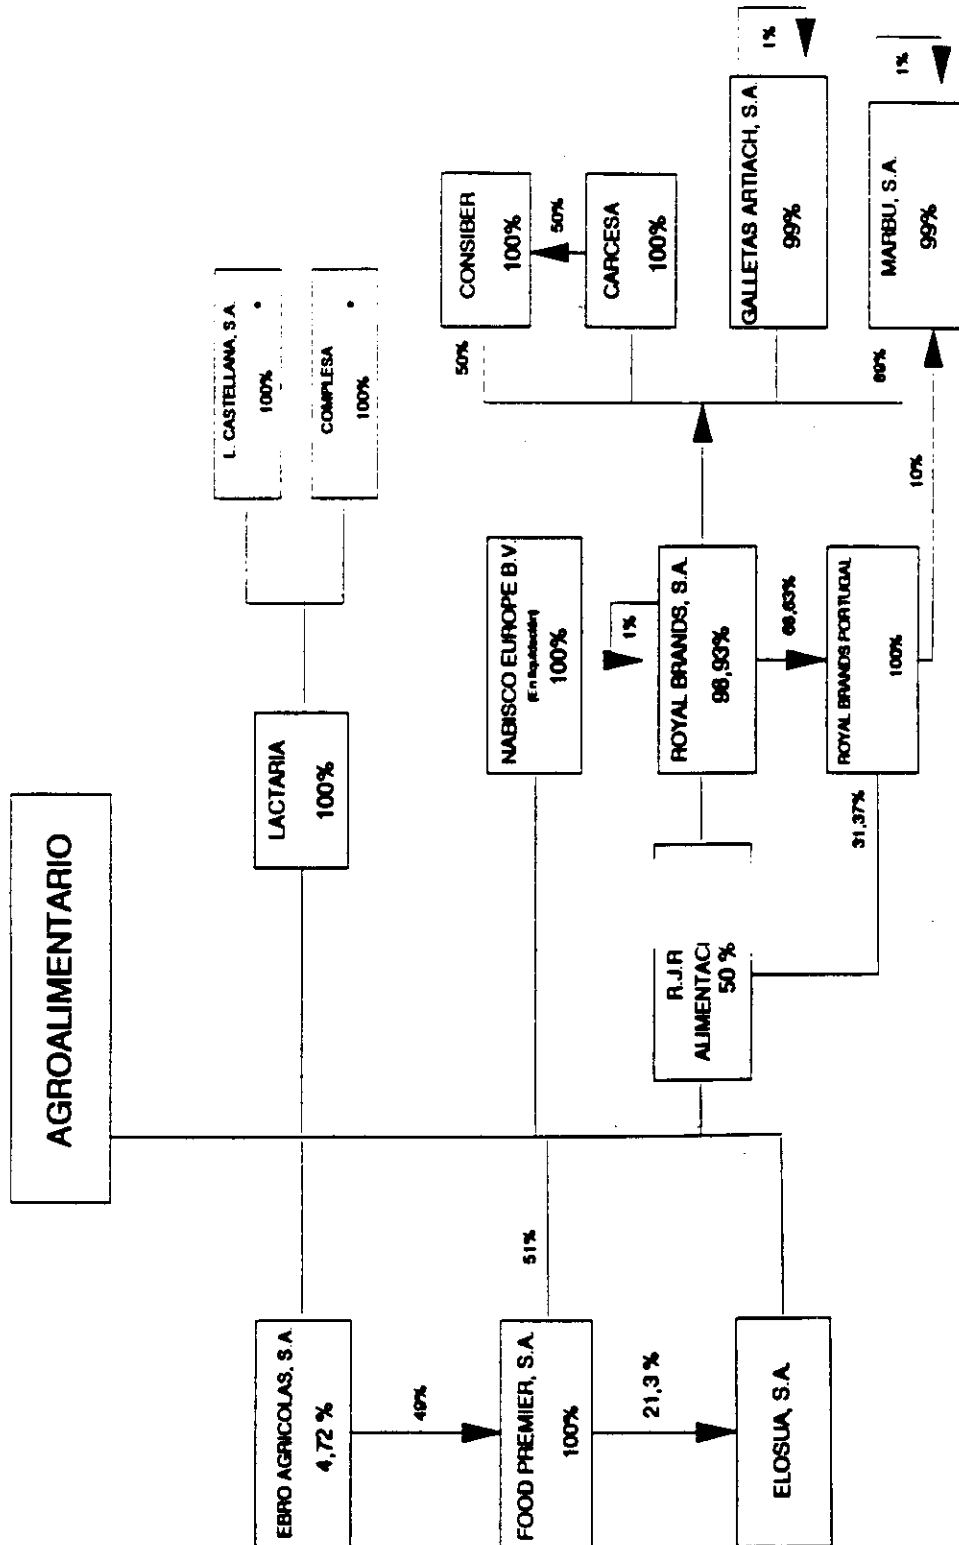 AGROALIMENTARIO
EBRO AGRICOLAS, S.A.
4,72 %
49%
FOOD PREMIER, S.A.
100%
51%
21,3 %
ELOSUA, S.A.
LACTARIA
100%
L. CASTELLANA, S.A.
100%
COMPLESA
100%
NABISCO EUROPE B.V.
(En liquidación)
100%
R.J.R
ALIMENTACI
50 %
1%
ROYAL BRANDS, S.A.
98,93%
68,63%
31,37%
ROYAL BRANDS PORTUGAL
100%
50%
CONSIBER
100%
50%
CARCESA
100%
GALLETAS ARTIACH, S.A.
99%
1%
89%
10%
MARBU, S.A.
99%
1%